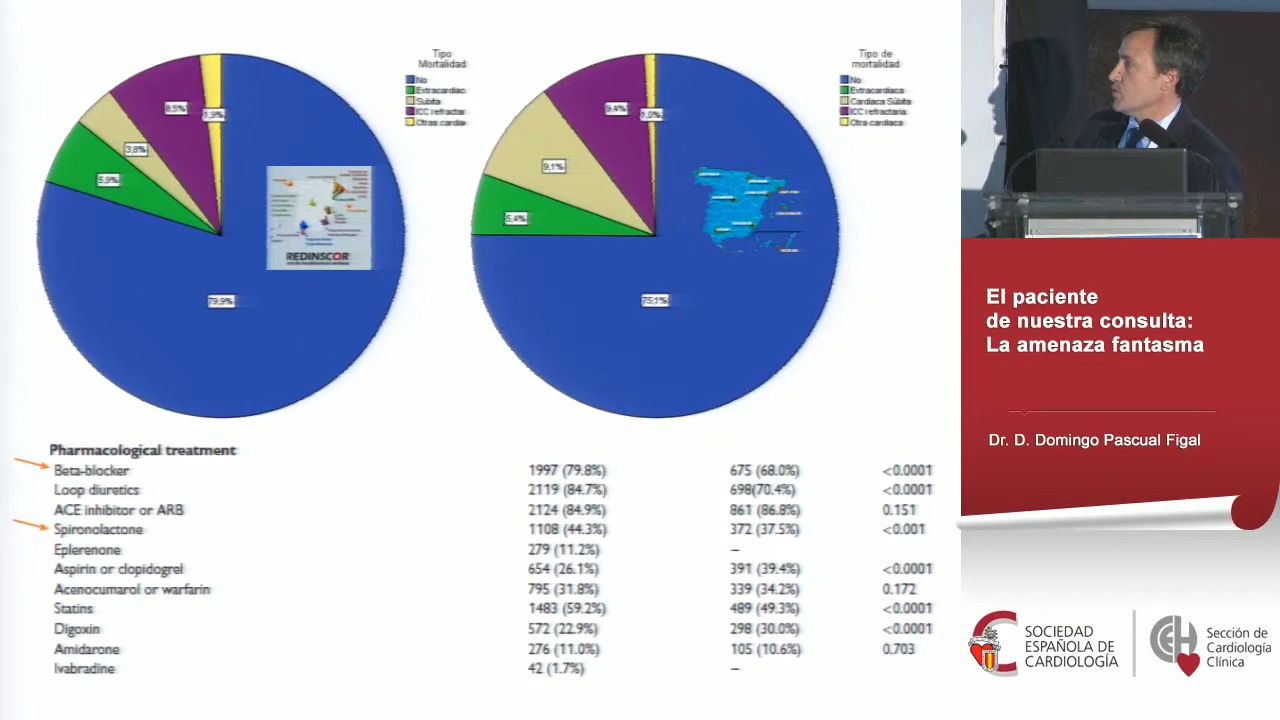 Tipo
Mortalidad
No
Extracardiac
Subita
ICC refractar
Otras cardiac
8,5%
1,9%
3,8%
5,9%
79,9%
REDINSCOR
Tipo de
mortalidad
No
Extracardiaca
Cardiaca Súbita
ICC refractaria
Otra cardiaca
9,4%
1,0%
9,1%
5,4%
75,1%
Pharmacological treatment
Beta-blocker 1997 (79.8%) 675 (68.0%) <0.0001
Loop diuretics 2119 (84.7%) 698(70.4%) <0.0001
ACE inhibitor or ARB 2124 (84.9%) 861 (86.8%) 0.151
Spironolactone 1108 (44.3%) 372 (37.5%) <0.001
Eplerenone 279 (11.2%) –
Aspirin or clopidogrel 654 (26.1%) 391 (39.4%) <0.0001
Acenocumarol or warfarin 795 (31.8%) 339 (34.2%) 0.172
Statins 1483 (59.2%) 489 (49.3%) <0.0001
Digoxin 572 (22.9%) 298 (30.0%) <0.0001
Amidarone 276 (11.0%) 105 (10.6%) 0.703
Ivabradine 42 (1.7%) –
El paciente
de nuestra consulta:
La amenaza fantasma
Dr. D. Domingo Pascual Figal
SOCIEDAD
ESPAÑOLA DE
CARDIOLOGÍA
Sección de
Cardiología
Clínica